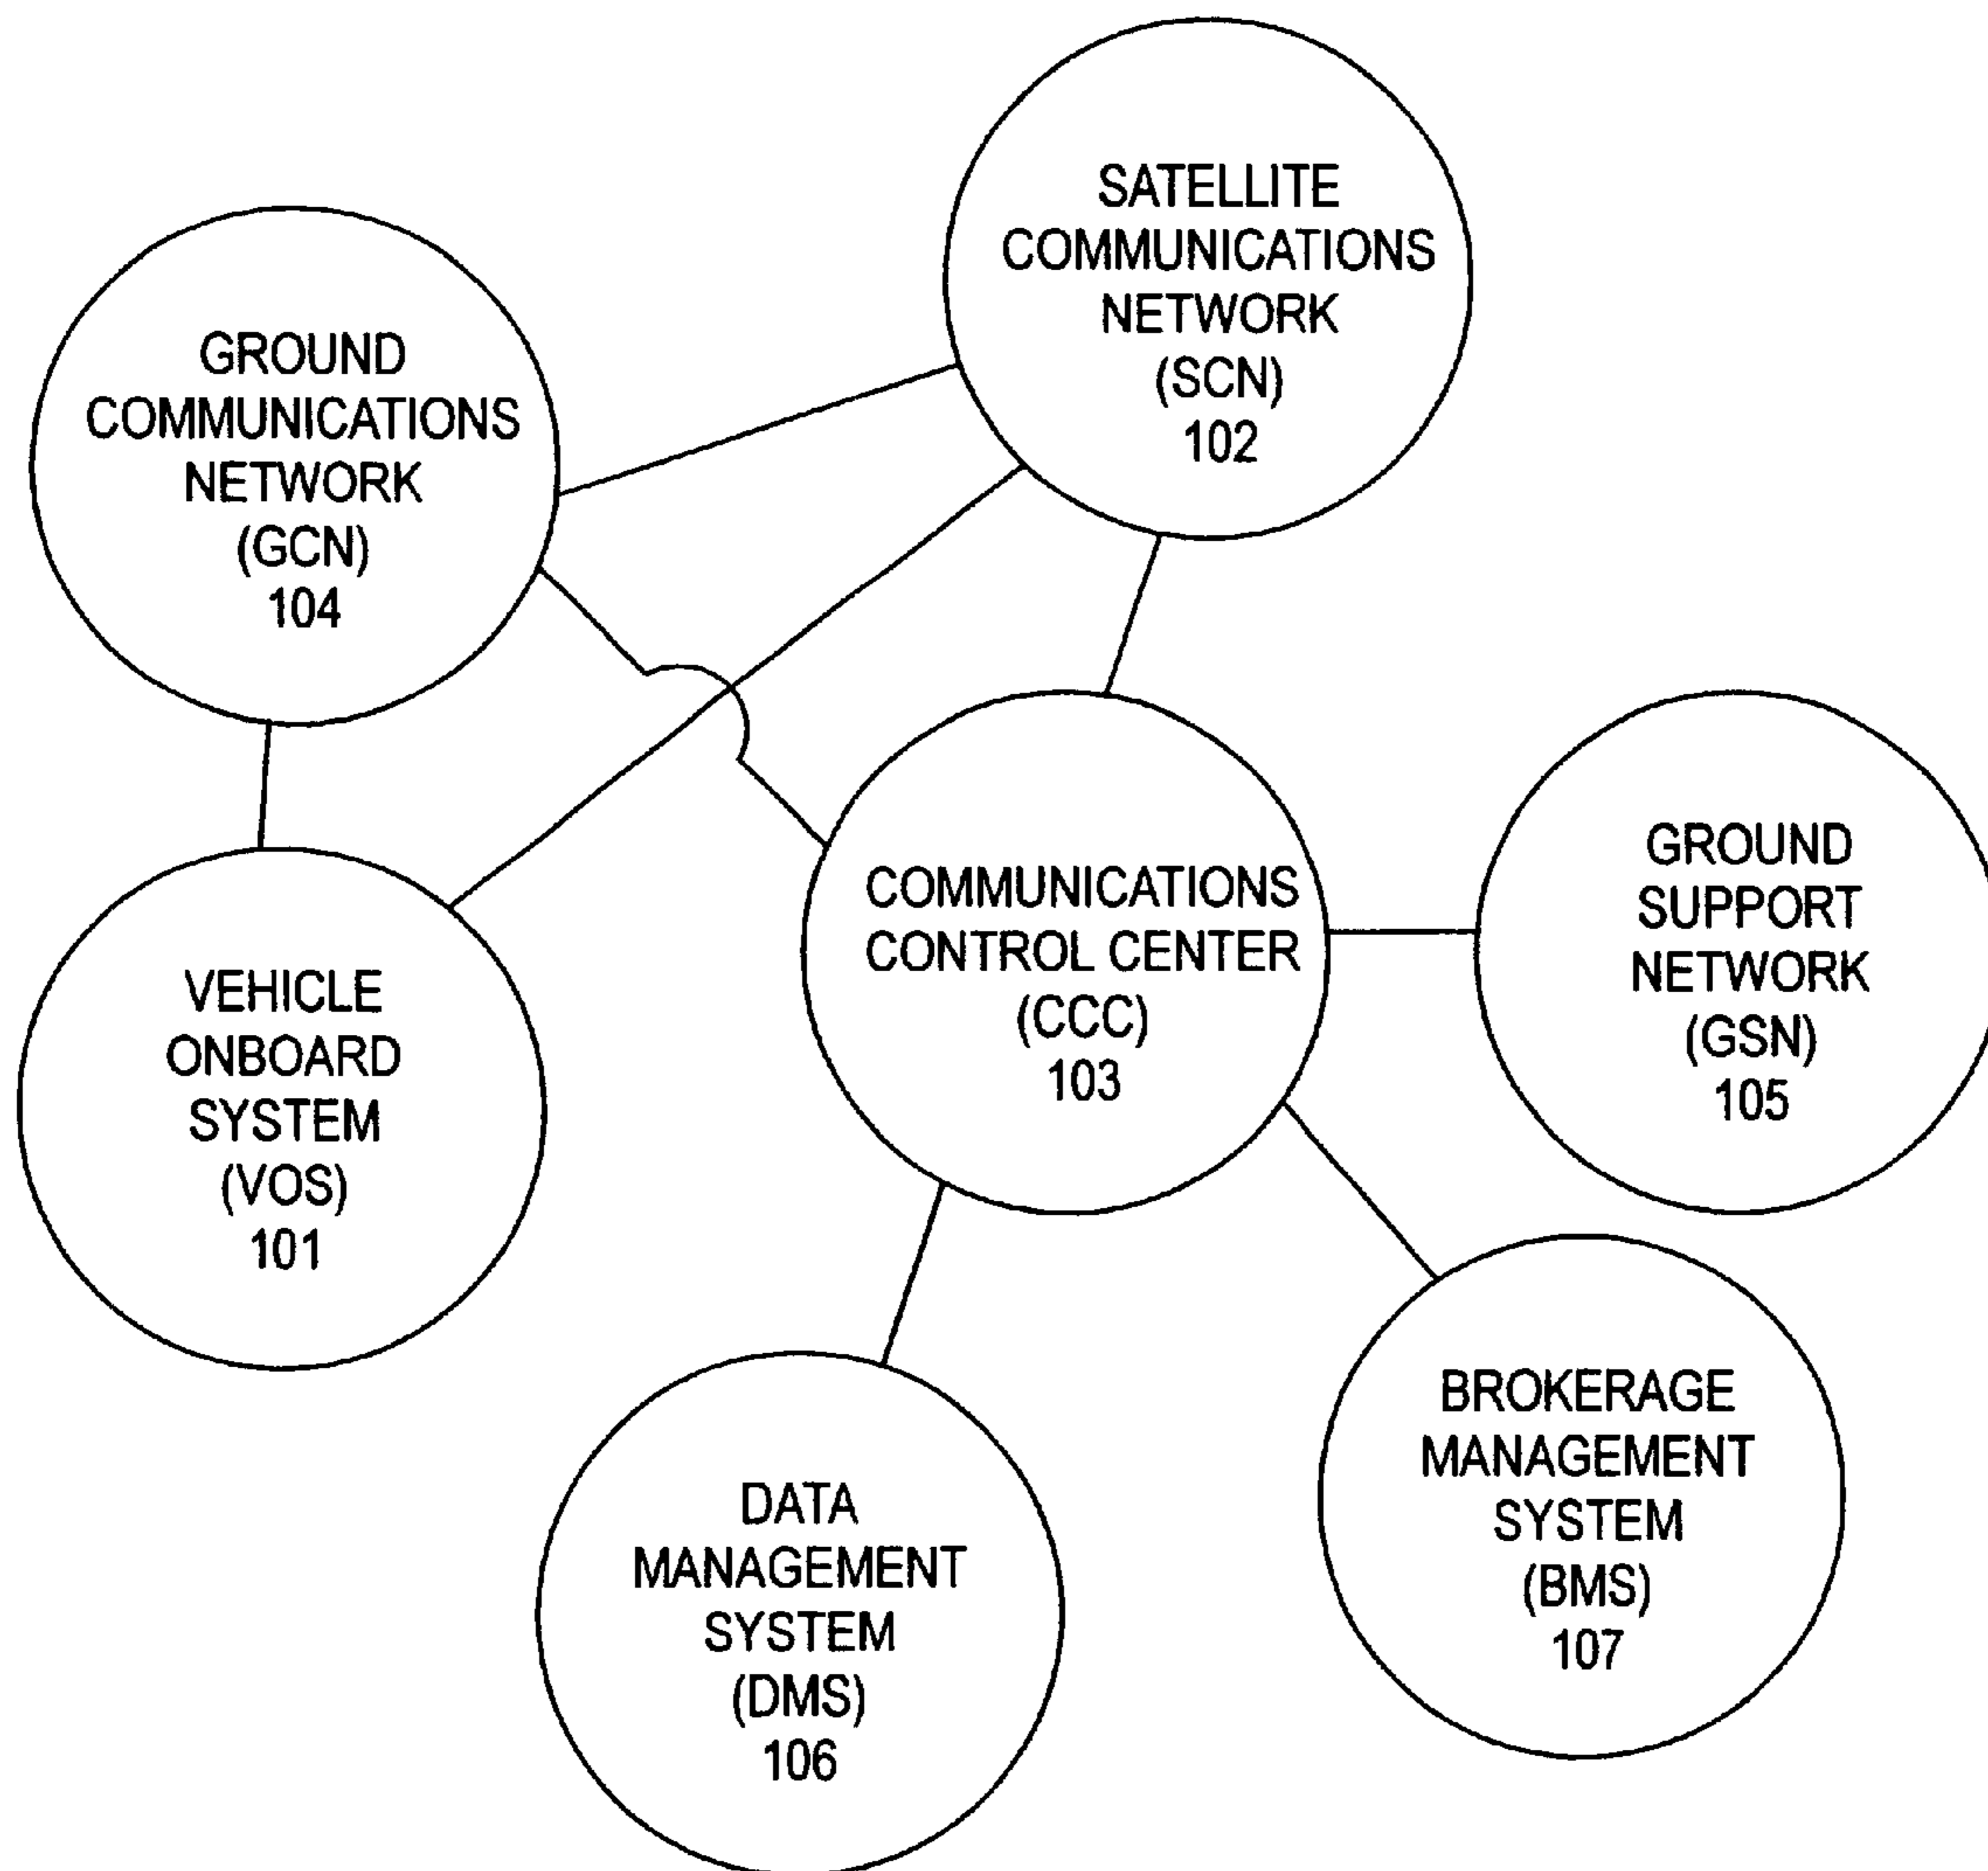 SATELLITE
COMMUNICATIONS
NETWORK
(SCN)
102
GROUND
COMMUNICATIONS
NETWORK
(GCN)
104
COMMUNICATIONS
CONTROL CENTER
(CCC)
103
GROUND
SUPPORT
NETWORK
(GSN)
105
VEHICLE
ONBOARD
SYSTEM
(VOS)
101
DATA
MANAGEMENT
SYSTEM
(DMS)
106
BROKERAGE
MANAGEMENT
SYSTEM
(BMS)
107